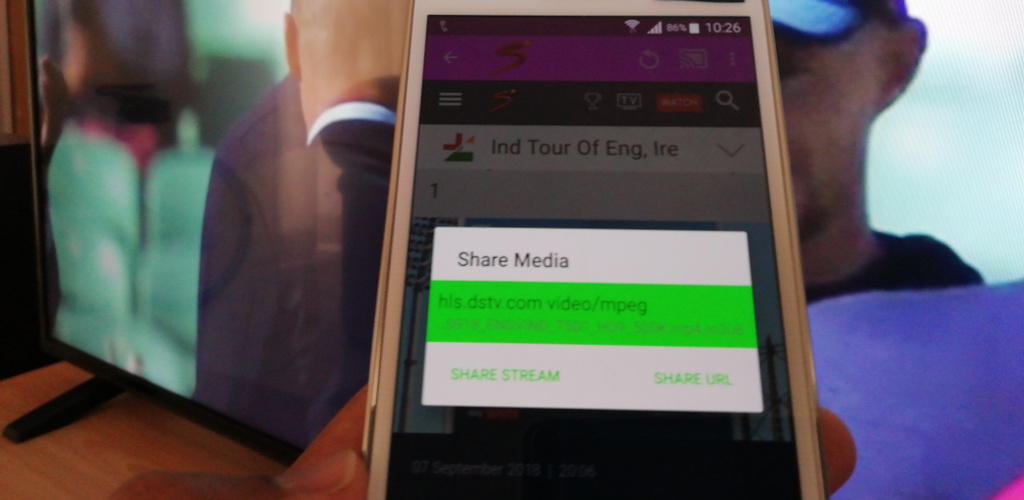 86% 10:26
TV WATCH
Ind Tour Of Eng, Ire
1
Share Media
hls.dstv.com video/mpeg
SHARE STREAM SHARE URL
07 September 2018 | 20:06